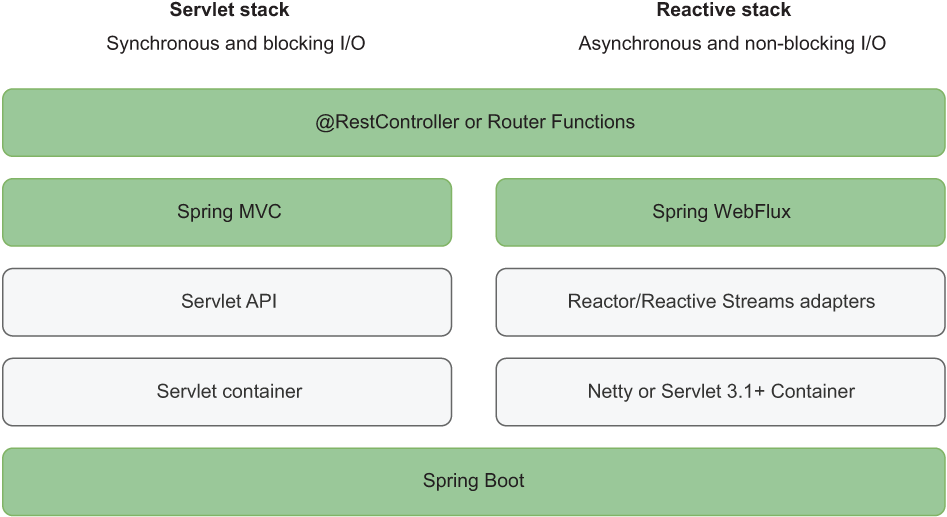 Servlet stack
Reactive stack
Synchronous and blocking I/O
Asynchronous and non-blocking I/O
@RestController or Router Functions
Spring MVC
Spring WebFlux
Servlet API
Reactor/Reactive Streams adapters
Servlet container
Netty or Servlet 3.1+ Container
Spring Boot